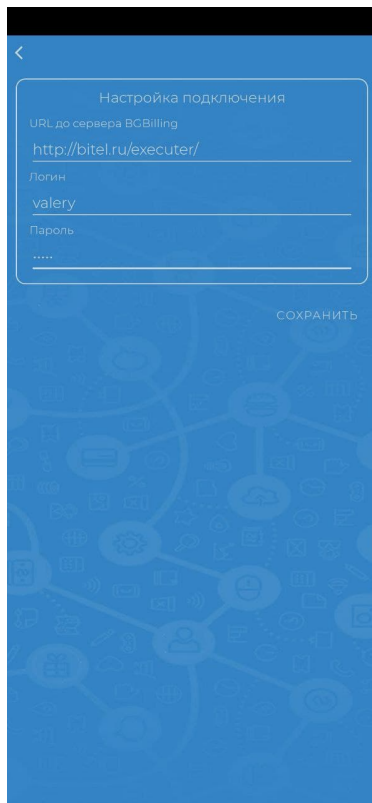 Настройка подключения
URL до сервера BGBilling
http://bitel.ru/executer/
Логин
valery
Пароль
.....
СОХРАНИТЬ